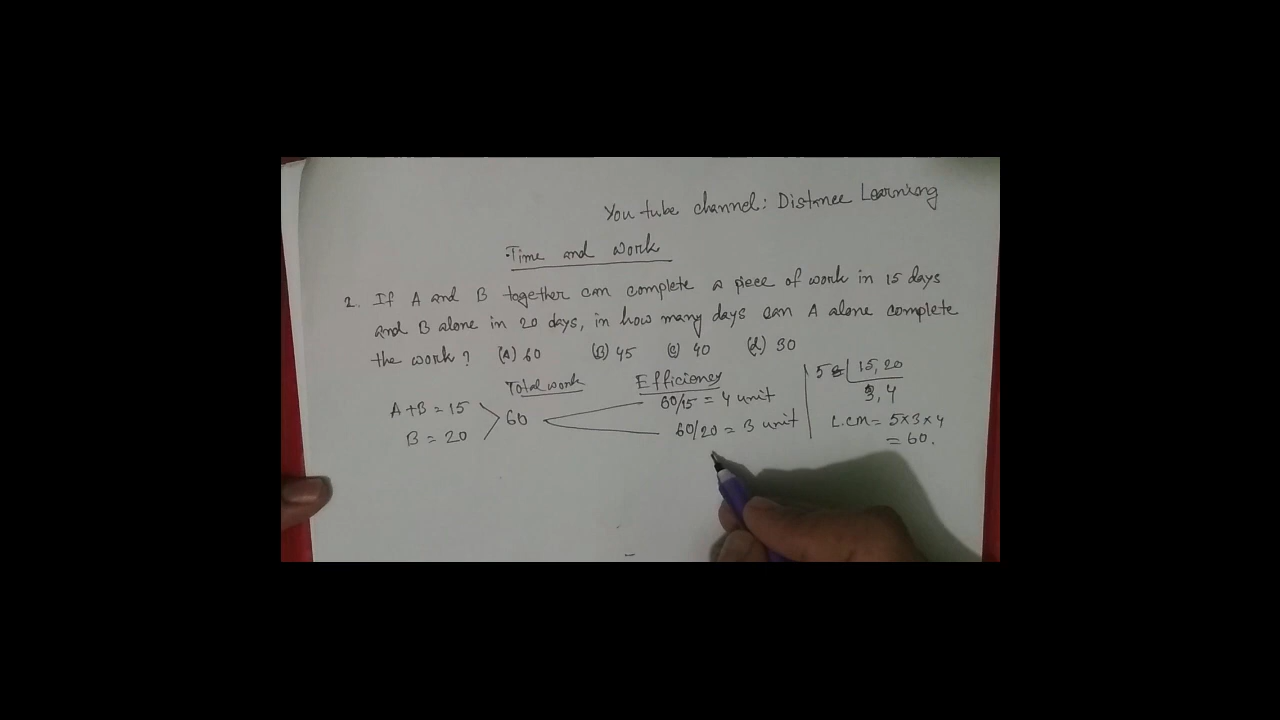 You tube channel: Distance Learning
Time and Work
2. If A and B together can complete a piece of work in 15 days
and B alone in 20 days, in how many days can A alone complete
the work? (A) 60 (B) 45 (C) 40 (d) 30
Total work Efficiency
A+B = 15
B = 20
60
60/15 = 4 unit
60/20 = 3 unit
5 15, 20
3, 4
L.C.M = 5×3×4
= 60.